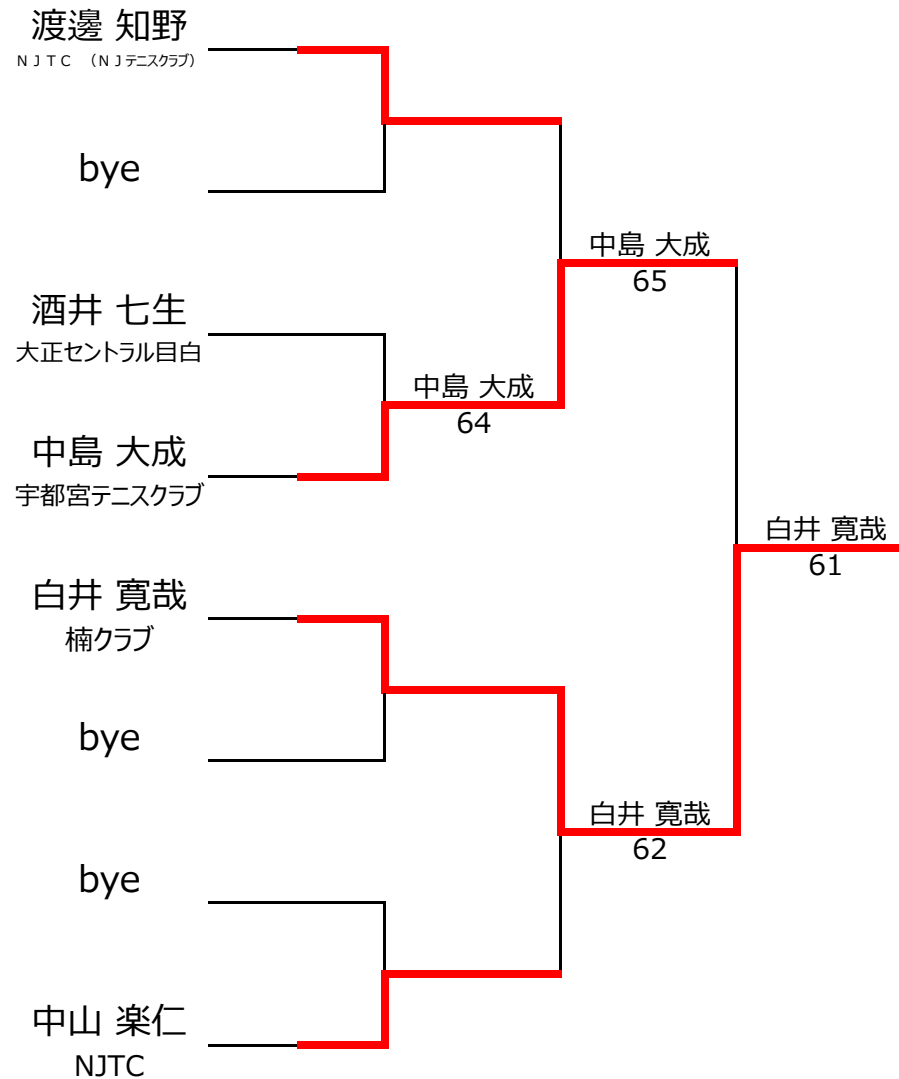 渡邊 知野
ＮＪＴＣ （ＮＪテニスクラブ）
bye
酒井 七生
大正セントラル目白
中島 大成
宇都宮テニスクラブ
白井 寛哉
楠クラブ
bye
bye
中山 楽仁
NJTC
中島 大成
64
中島 大成
65
白井 寛哉
62
白井 寛哉
61